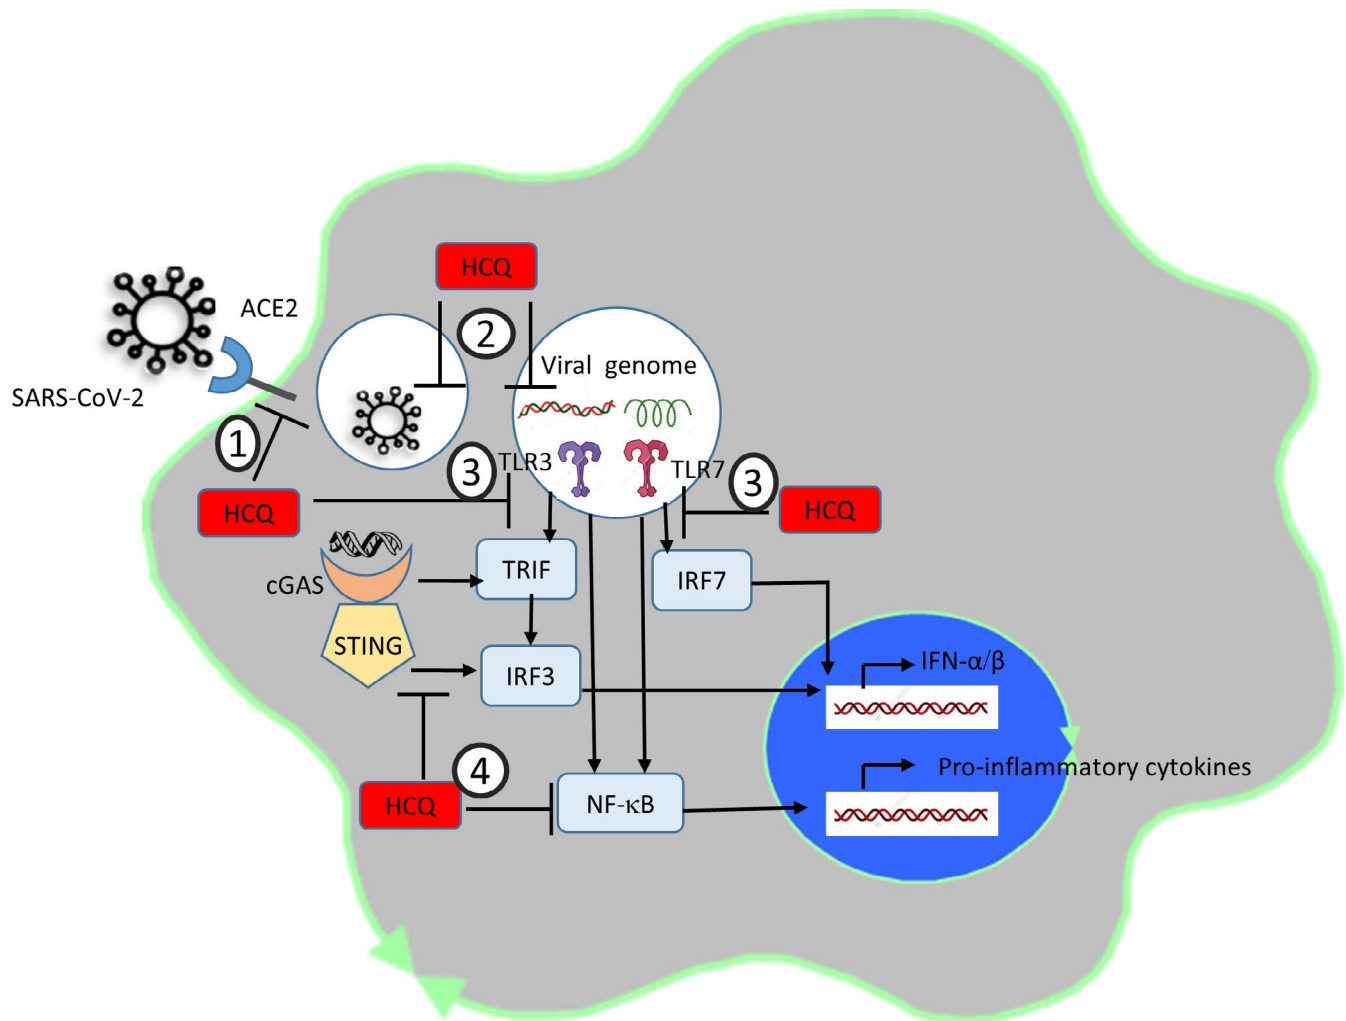 HCQ
ACE2
2
Viral genome
SARS-CoV-2
1
3
TLR3
TLR7
3
HCQ
HCQ
cGAS
TRIF
IRF7
STING
IRF3
IFN-α/β
4
Pro-inflammatory cytokines
HCQ
NF-κB